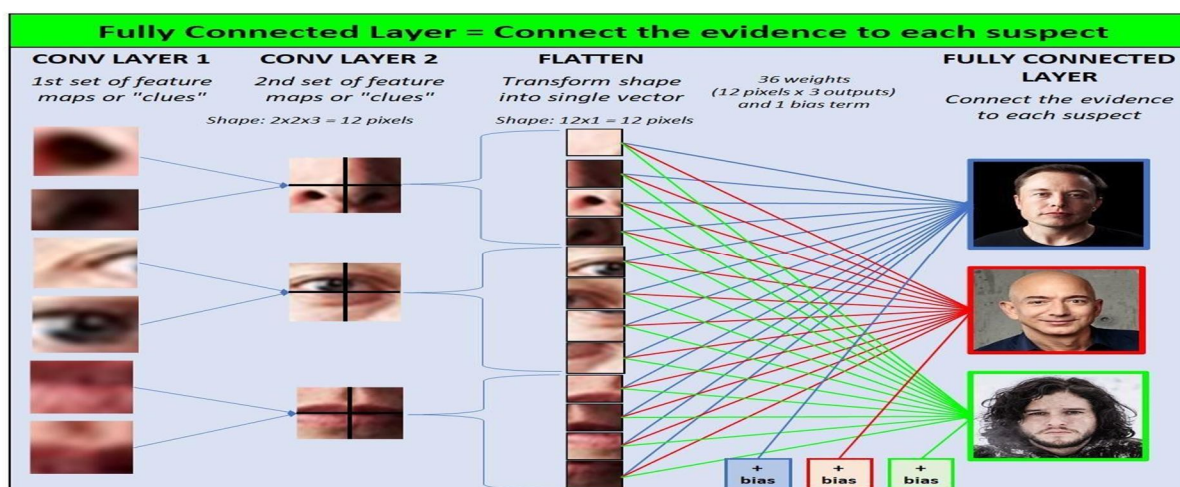 Fully Connected Layer = Connect the evidence to each suspect
CONV LAYER 1
1st set of feature
maps or "clues"
CONV LAYER 2
2nd set of feature
maps or "clues"
Shape: 2x2x3 = 12 pixels
FLATTEN
Transform shape
into single vector
Shape: 12x1 = 12 pixels
36 weights
(12 pixels x 3 outputs)
and 1 bias term
FULLY CONNECTED
LAYER
Connect the evidence
to each suspect
+
bias
+
bias
+
bias